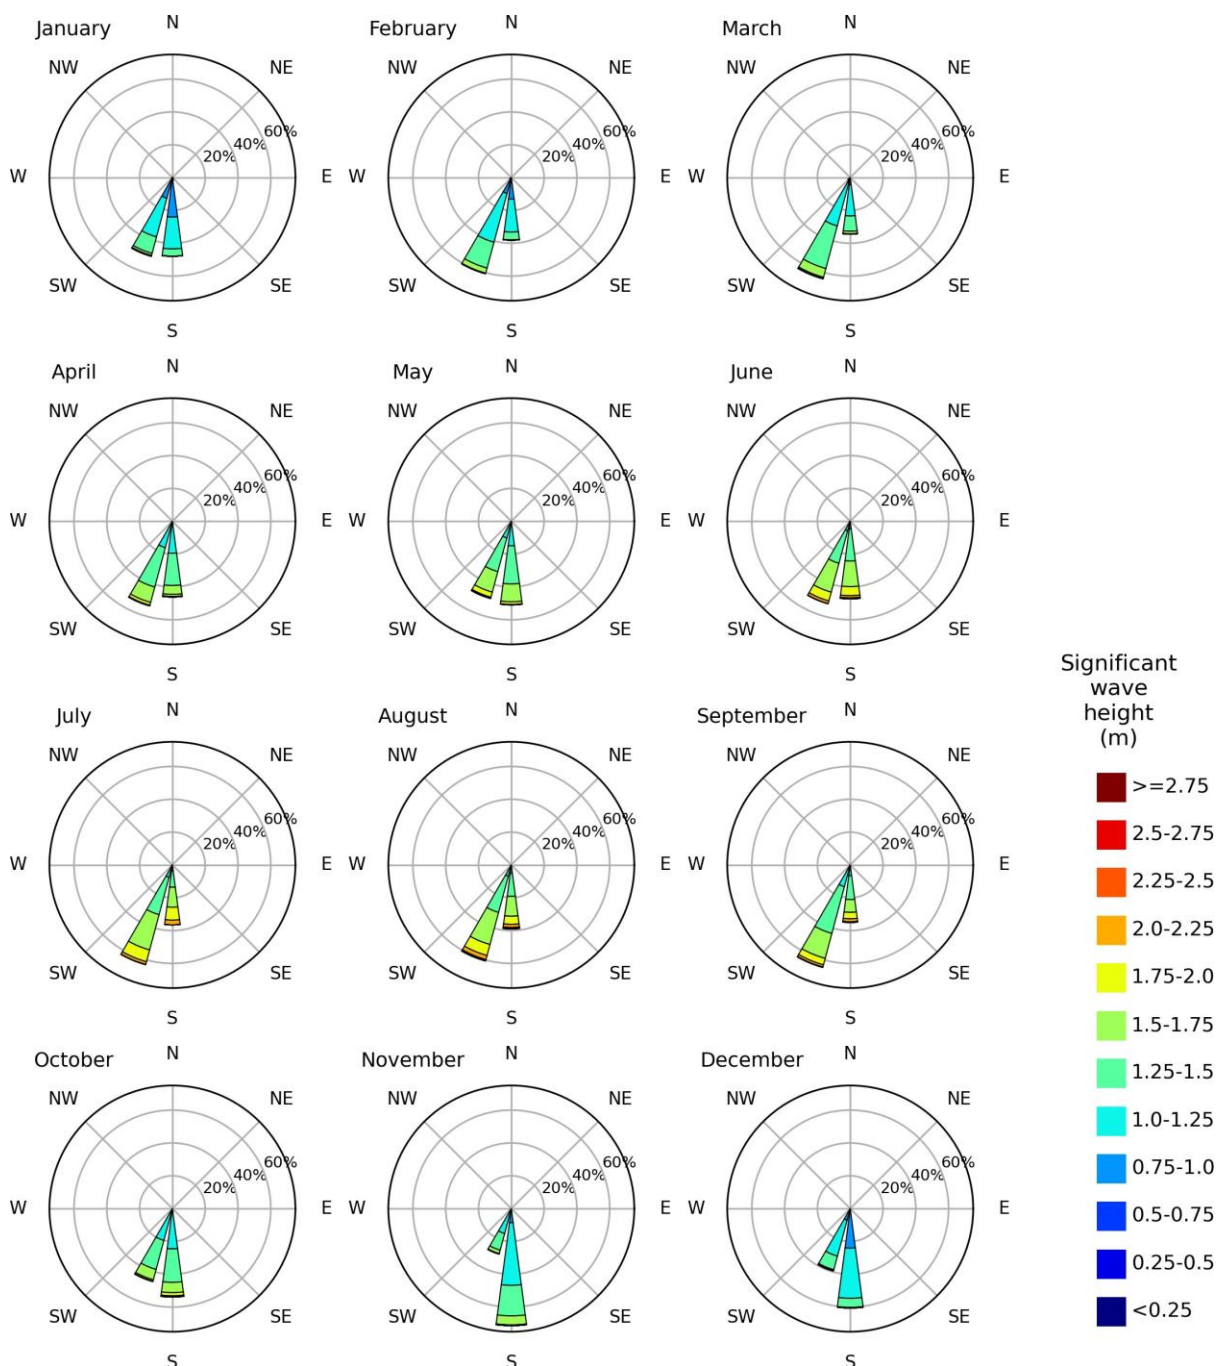 January
N
NW
NE
60%
40%
20%
W
E
SW
SE
S
February
N
NW
NE
60%
40%
20%
W
E
SW
SE
S
March
N
NW
NE
60%
40%
20%
W
E
SW
SE
S
April
N
NW
NE
60%
40%
20%
W
E
SW
SE
S
May
N
NW
NE
60%
40%
20%
W
E
SW
SE
S
June
N
NW
NE
60%
40%
20%
W
E
SW
SE
S
July
N
NW
NE
60%
40%
20%
W
E
SW
SE
S
August
N
NW
NE
60%
40%
20%
W
E
SW
SE
S
September
N
NW
NE
60%
40%
20%
W
E
SW
SE
S
October
N
NW
NE
60%
40%
20%
W
E
SW
SE
S
November
N
NW
NE
60%
40%
20%
W
E
SW
SE
S
December
N
NW
NE
60%
40%
20%
W
E
SW
SE
S
Significant
wave
height
(m)
>=2.75
2.5-2.75
2.25-2.5
2.0-2.25
1.75-2.0
1.5-1.75
1.25-1.5
1.0-1.25
0.75-1.0
0.5-0.75
0.25-0.5
<0.25